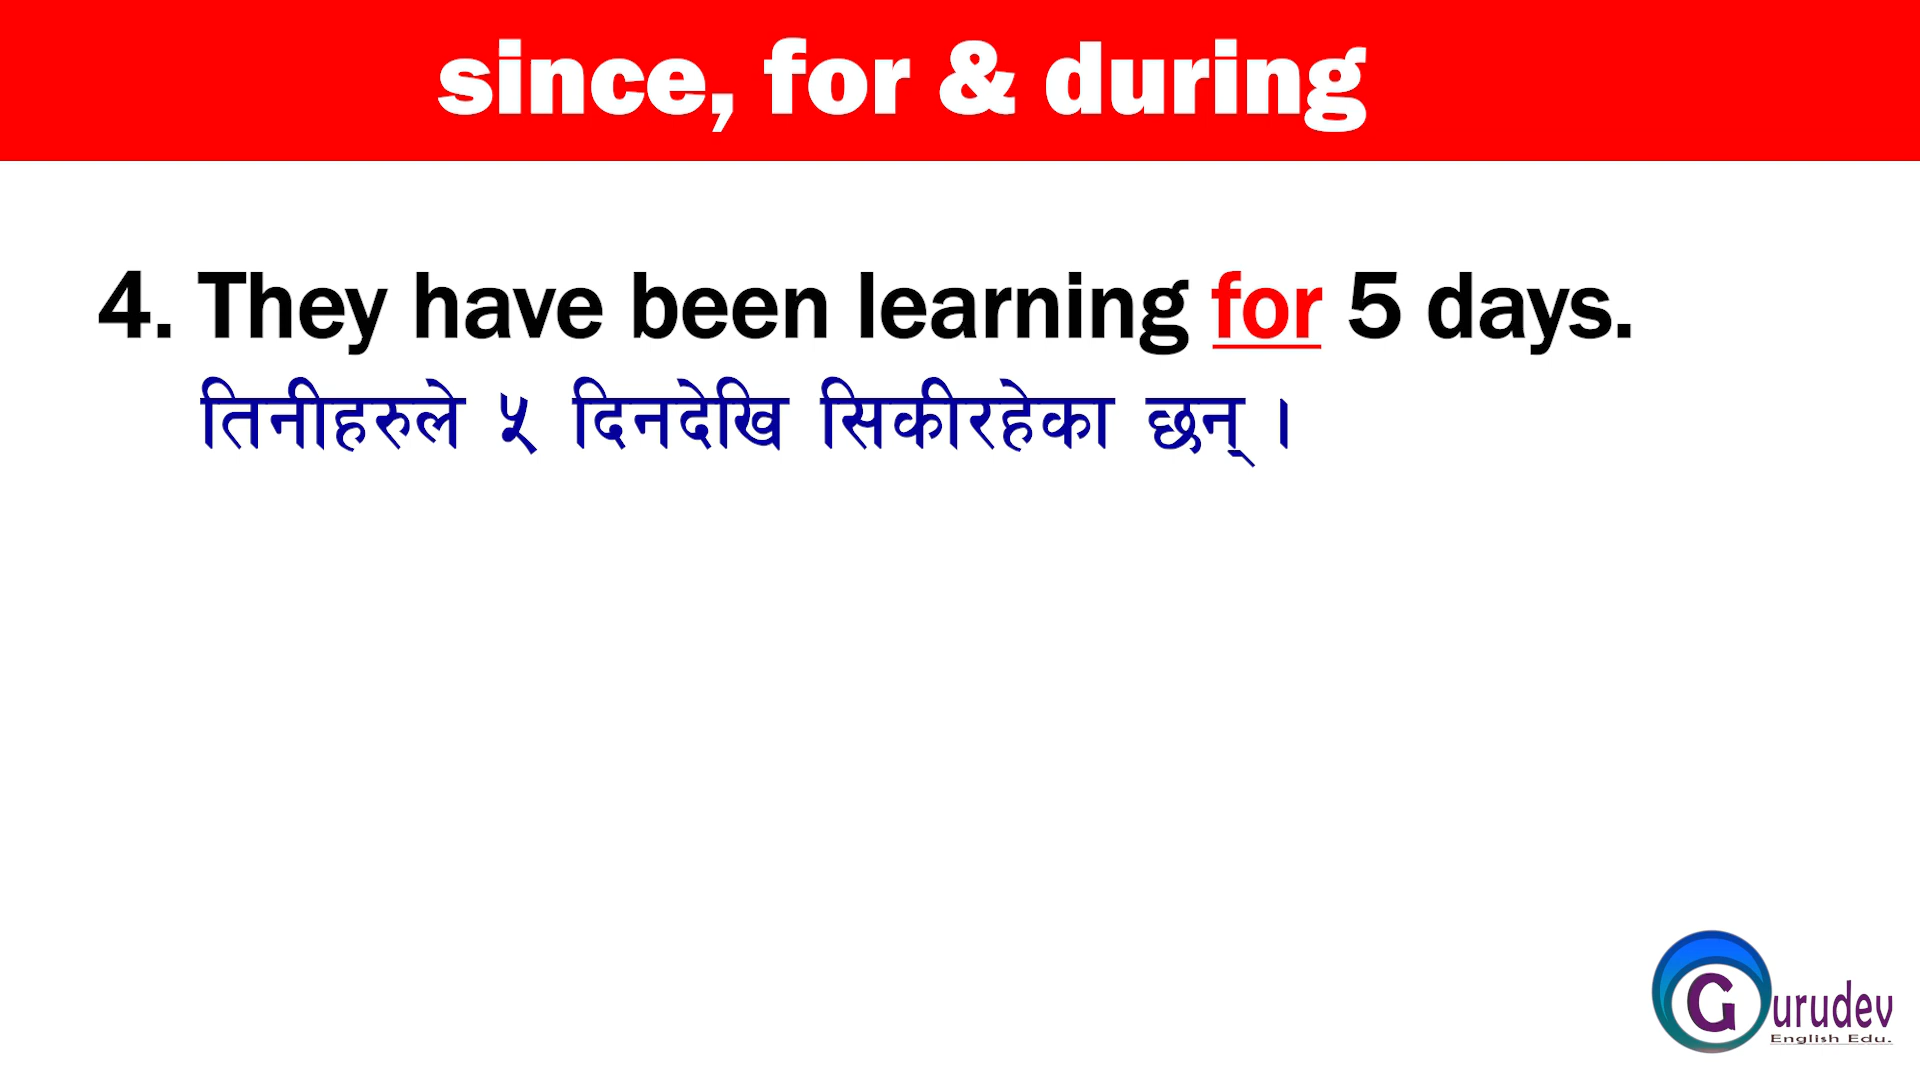 since, for & during
4. They have been learning for 5 days.
तिनीहरुले ५ दिनदेखि सिकीरहेका छन् ।
Gurudev
English Edu.